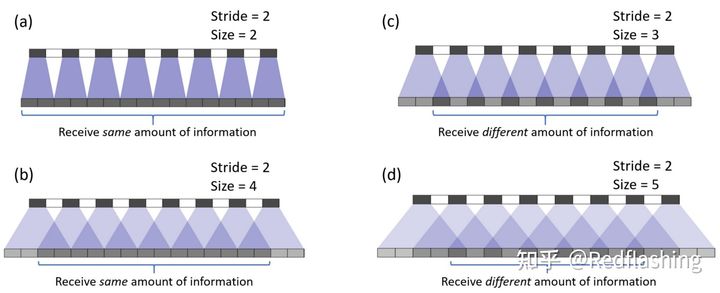 (a)
Stride = 2
Size = 2
Receive same amount of information
(c)
Stride = 2
Size = 3
Receive different amount of information
(b)
Stride = 2
Size = 4
Receive same amount of information
(d)
Stride = 2
Size = 5
Receive different amount of information
知乎 @Redflashing